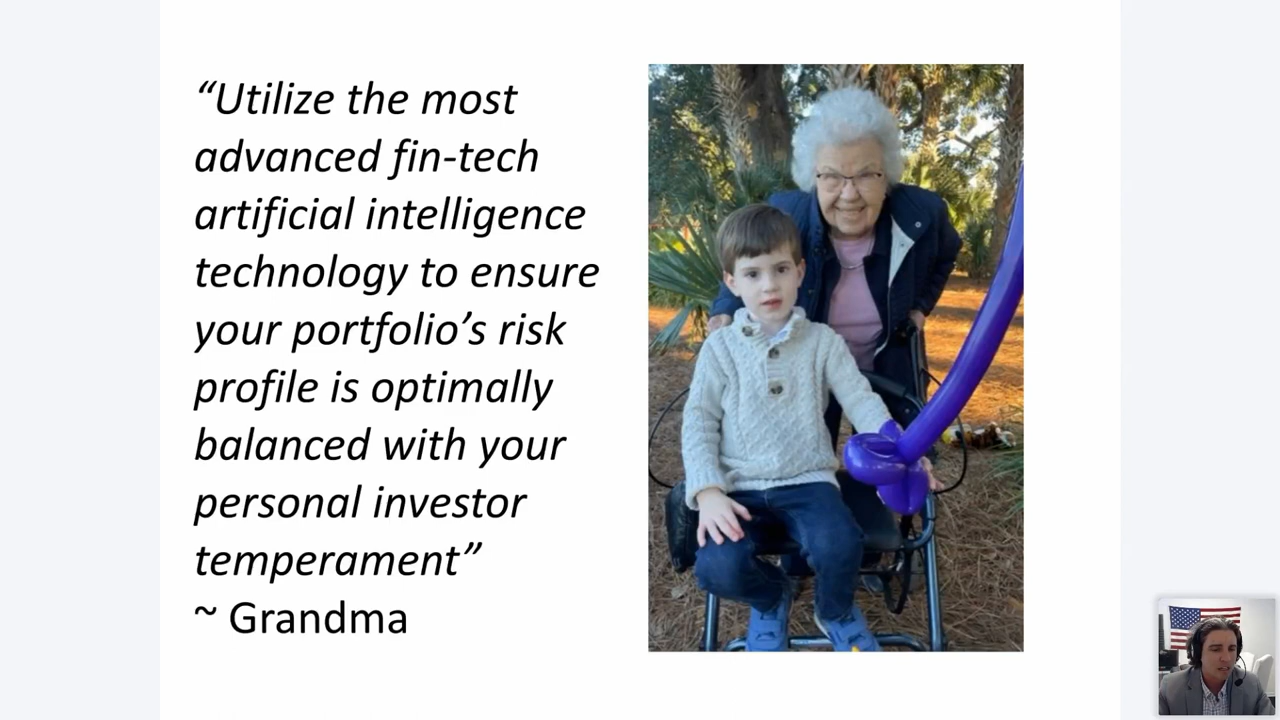 “Utilize the most
advanced fin-tech
artificial intelligence
technology to ensure
your portfolio’s risk
profile is optimally
balanced with your
personal investor
temperament”
~ Grandma